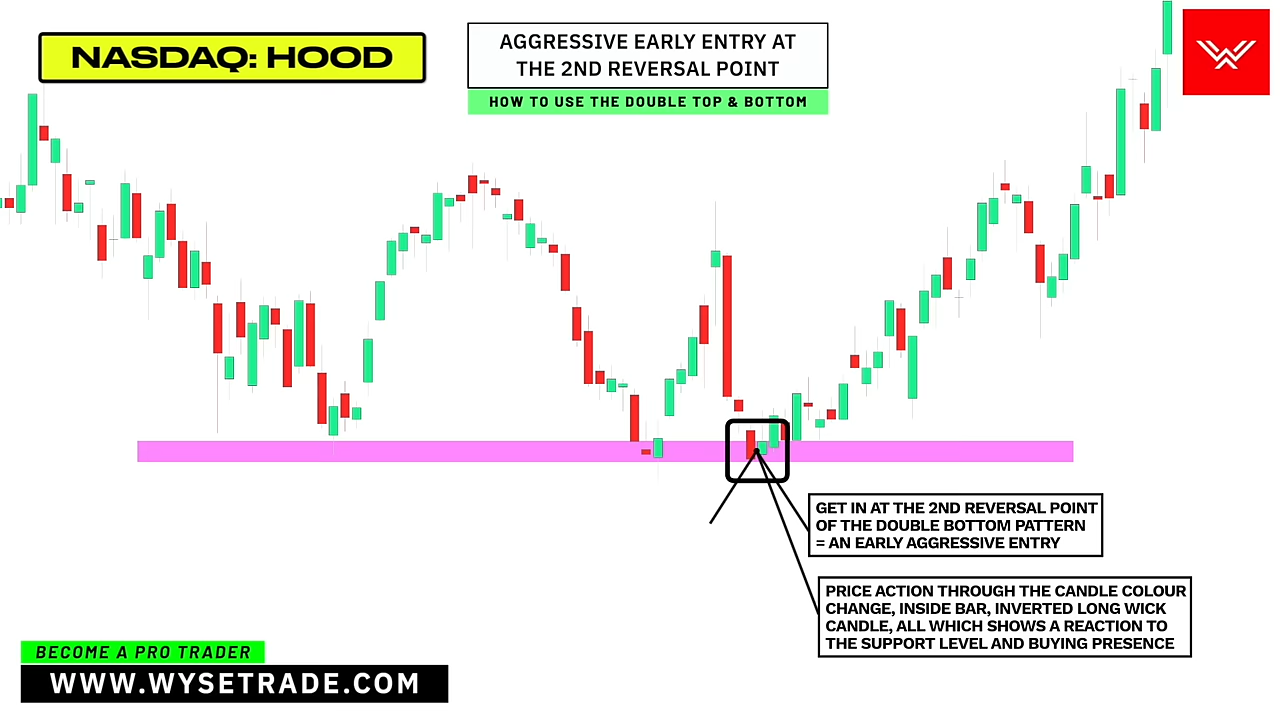 NASDAQ: HOOD
AGGRESSIVE EARLY ENTRY AT
THE 2ND REVERSAL POINT
HOW TO USE THE DOUBLE TOP & BOTTOM
GET IN AT THE 2ND REVERSAL POINT
OF THE DOUBLE BOTTOM PATTERN
= AN EARLY AGGRESSIVE ENTRY
PRICE ACTION THROUGH THE CANDLE COLOUR
CHANGE, INSIDE BAR, INVERTED LONG WICK
CANDLE, ALL WHICH SHOWS A REACTION TO
THE SUPPORT LEVEL AND BUYING PRESENCE
BECOME A PRO TRADER
WWW.WYSETRADE.COM